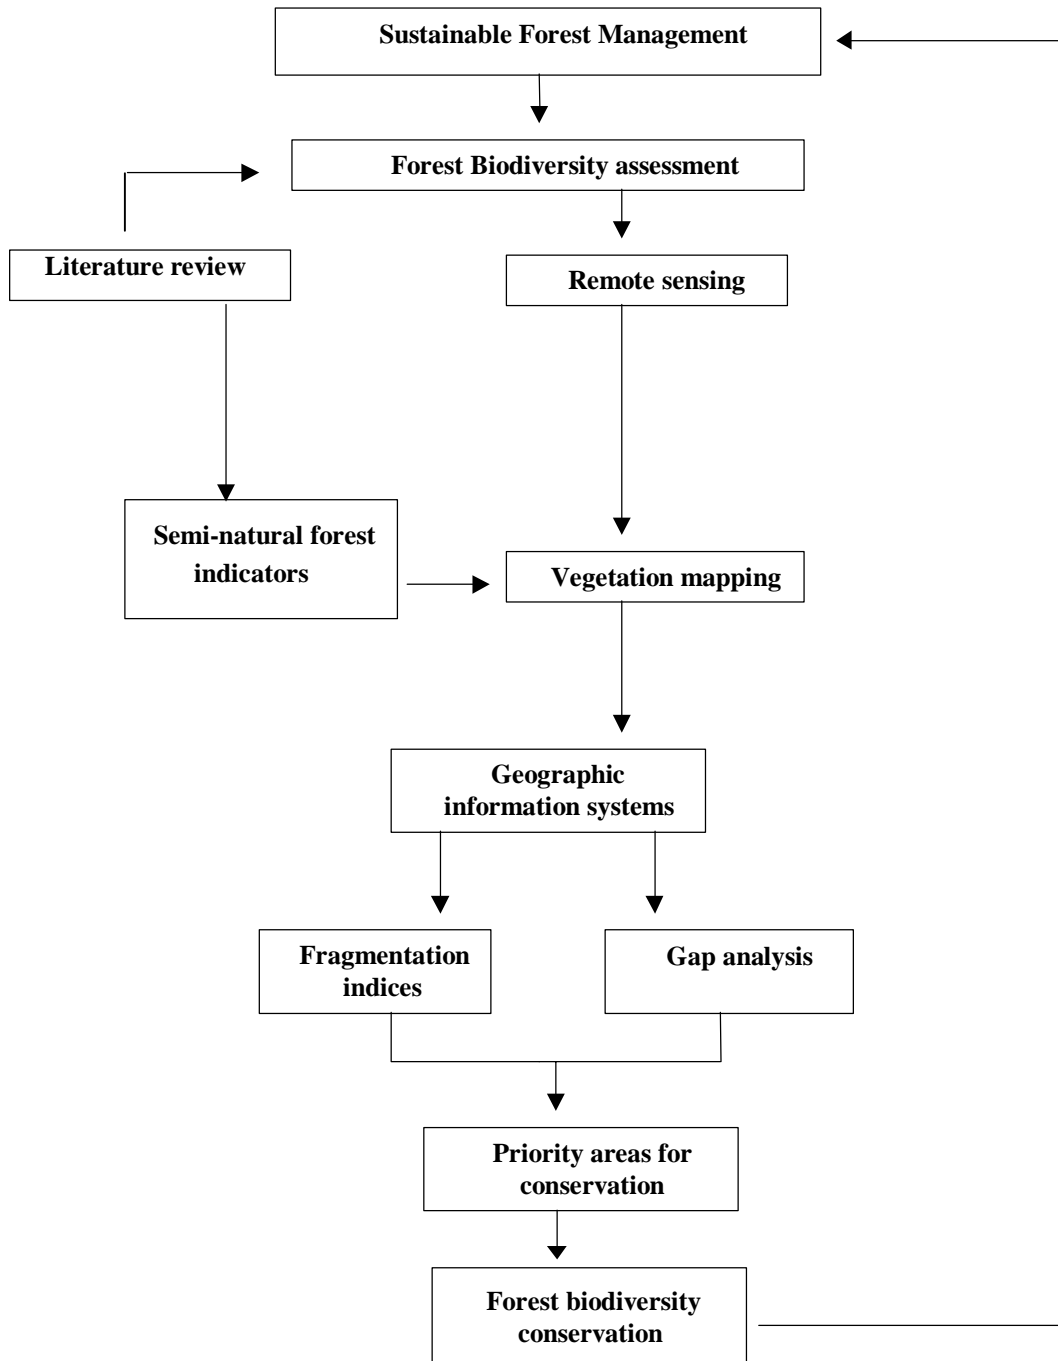 Sustainable Forest Management
Forest Biodiversity assessment
Literature review
Remote sensing
Semi-natural forest
indicators
Vegetation mapping
Geographic
information systems
Fragmentation
indices
Gap analysis
Priority areas for
conservation
Forest biodiversity
conservation